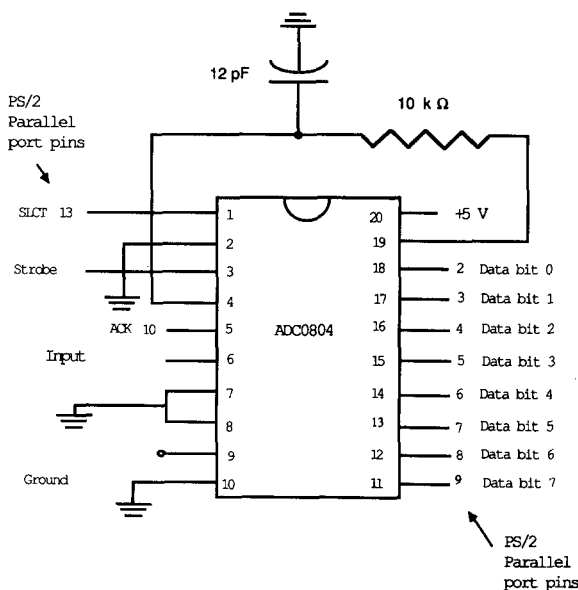 12 pF
10 k Ω
PS/2
Parallel
port pins
SLCT 13
Strobe
ACK 10
Input
Ground
1
2
3
4
5
6
7
8
9
10
ADC0804
20
19
18
17
16
15
14
13
12
11
+5 V
2 Data bit 0
3 Data bit 1
4 Data bit 2
5 Data bit 3
6 Data bit 4
7 Data bit 5
8 Data bit 6
9 Data bit 7
PS/2
Parallel
port pins